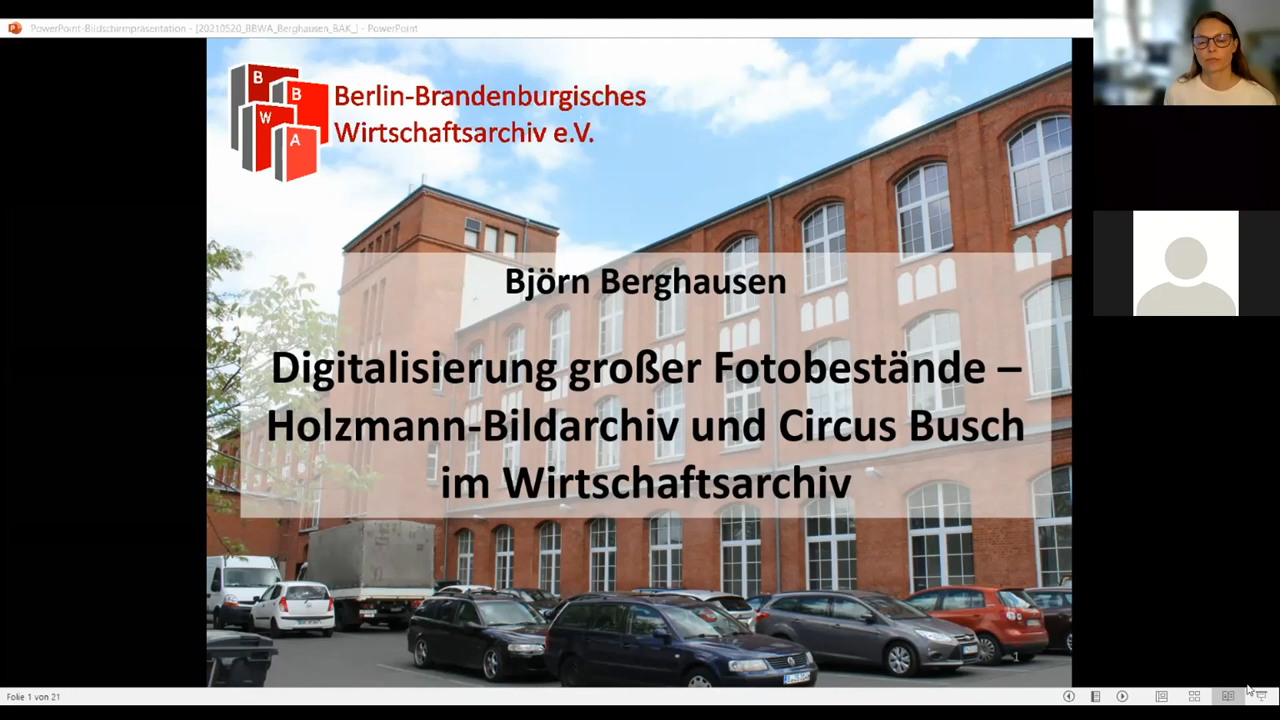 PowerPoint-Bildschirmpräsentation - [20210520_BBWA_Berghausen_BAK_] - PowerPoint
B
B
W
A
Berlin-Brandenburgisches
Wirtschaftsarchiv e.V.
Björn Berghausen
Digitalisierung großer Fotobestände –
Holzmann-Bildarchiv und Circus Busch
im Wirtschaftsarchiv
1
Folie 1 von 21